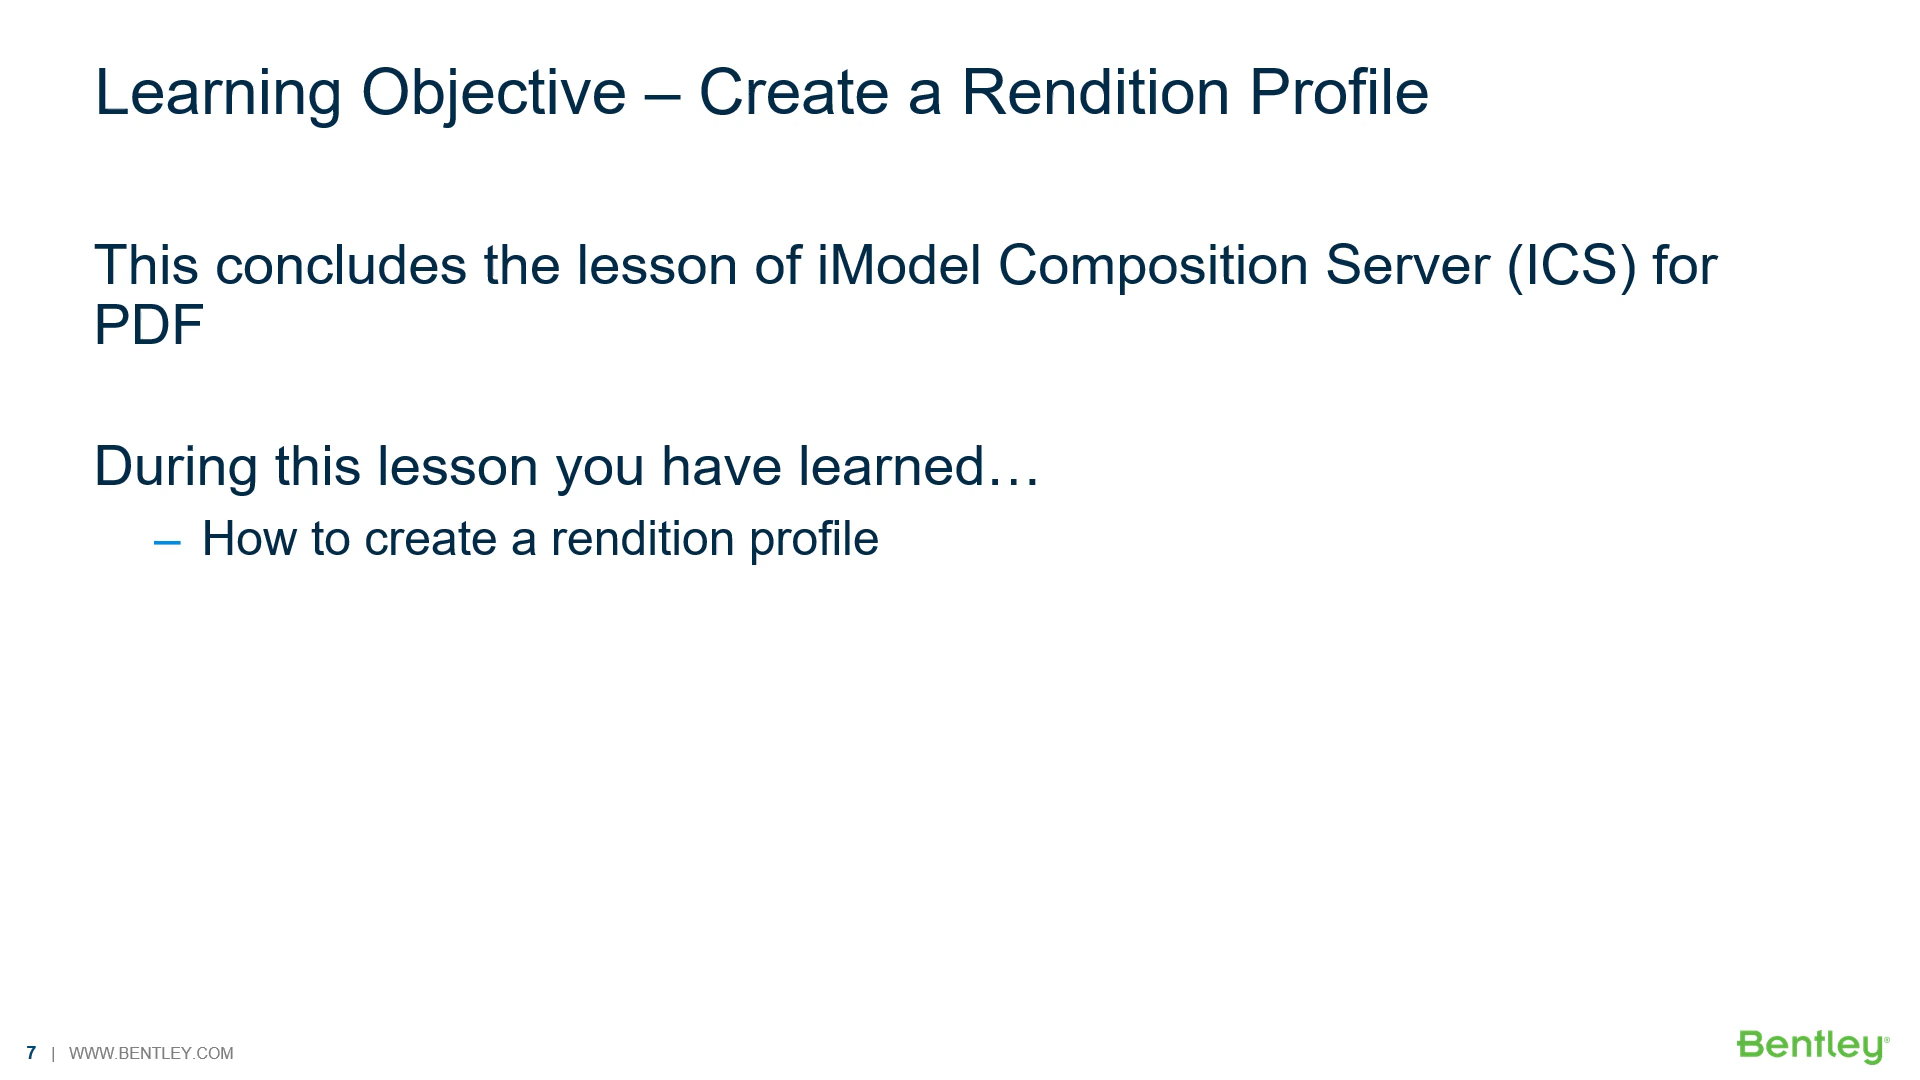 Learning Objective – Create a Rendition Profile
This concludes the lesson of iModel Composition Server (ICS) for
PDF
During this lesson you have learned…
– How to create a rendition profile
7 | WWW.BENTLEY.COM
Bentley®